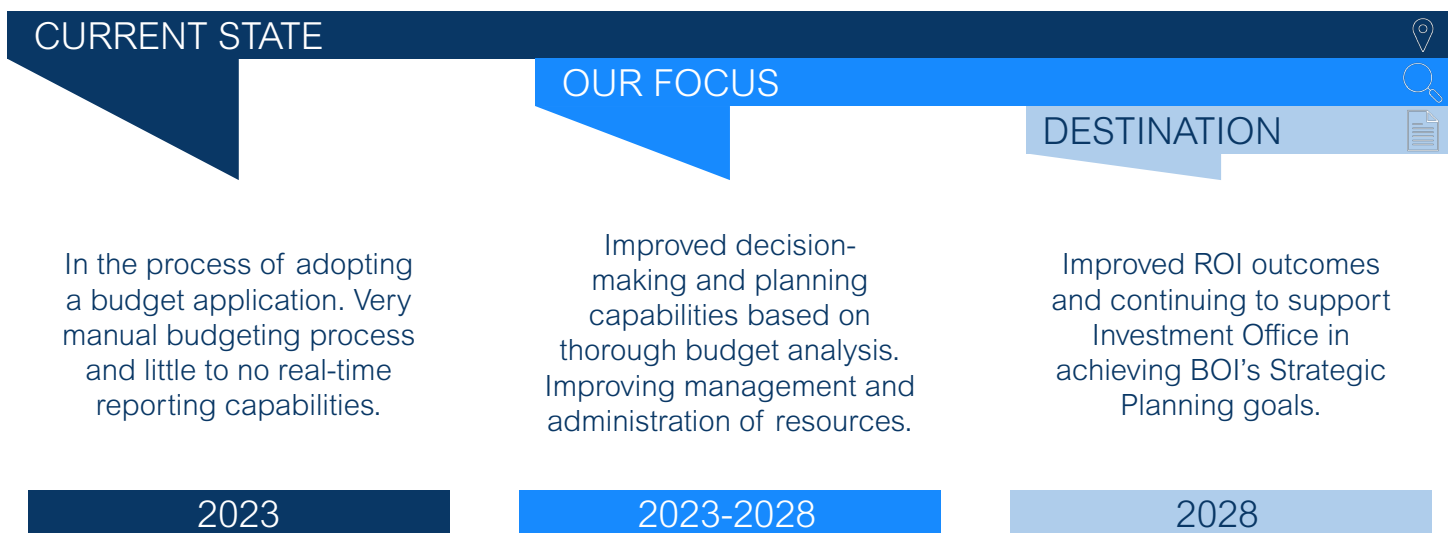 CURRENT STATE
OUR FOCUS
DESTINATION
In the process of adopting
a budget application. Very
manual budgeting process
and little to no real-time
reporting capabilities.
Improved decision-
making and planning
capabilities based on
thorough budget analysis.
Improving management and
administration of resources.
Improved ROI outcomes
and continuing to support
Investment Office in
achieving BOI’s Strategic
Planning goals.
2023
2023-2028
2028